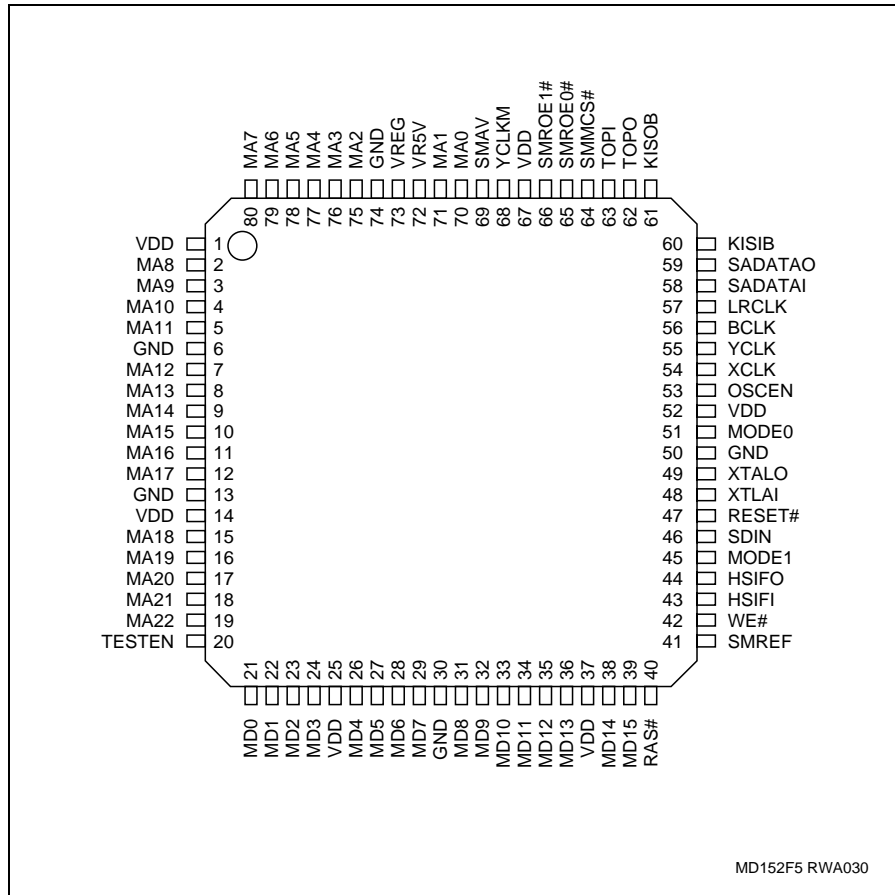 MA7
MA6
MA5
MA4
MA3
MA2
GND
VREG
VR5V
MA1
MA0
SMAV
YCLKM
VDD
SMROE1#
SMROE0#
SMMCS#
TOPI
TOPO
KISOB
80
79
78
77
76
75
74
73
72
71
70
69
68
67
66
65
64
63
62
61
VDD 1
MA8 2
MA9 3
MA10 4
MA11 5
GND 6
MA12 7
MA13 8
MA14 9
MA15 10
MA16 11
MA17 12
GND 13
VDD 14
MA18 15
MA19 16
MA20 17
MA21 18
MA22 19
TESTEN 20
60 KISIB
59 SADATAO
58 SADATAI
57 LRCLK
56 BCLK
55 YCLK
54 XCLK
53 OSCEN
52 VDD
51 MODE0
50 GND
49 XTALO
48 XTLAI
47 RESET#
46 SDIN
45 MODE1
44 HSIFO
43 HSIFI
42 WE#
41 SMREF
21
22
23
24
25
26
27
28
29
30
31
32
33
34
35
36
37
38
39
40
MD0
MD1
MD2
MD3
VDD
MD4
MD5
MD6
MD7
GND
MD8
MD9
MD10
MD11
MD12
MD13
VDD
MD14
MD15
RAS#
MD152F5 RWA030